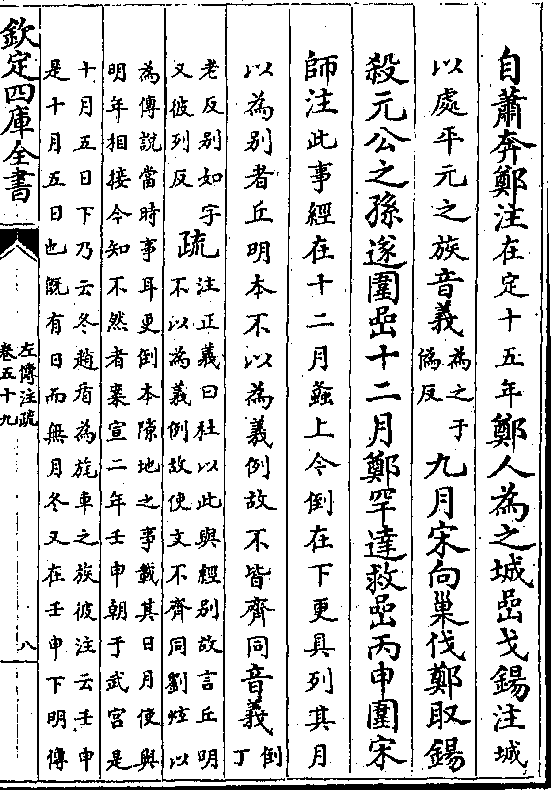 自蕭奔鄭注在定十五年鄭人為之城嵒戈錫注城
以處平元之族音義
為之于
偽反
九月宋向巢伐鄭取錫
殺元公之孫遂圍嵒十二月鄭罕達救嵒丙申圍宋
師注此事經在十二月螽上今倒在下更具列其月
以為别者丘明本不以為義例故不皆齊同音義
倒
丁
老反别如字
又彼列反
疏
注正義曰杜以此與經别故言丘明
不以為義例故使文不齊同劉炫以
為傳說當時事耳更倒本隙地之事載其日月使與
明年相接今知不然者案宣二年壬申朝于武宮是
十月五日下乃云冬趙盾為旄車之族彼注云壬申
是十月五日也既有日而無月冬又在壬申下明傳
欽定四庫全書
左傳注疏
卷五十九
八